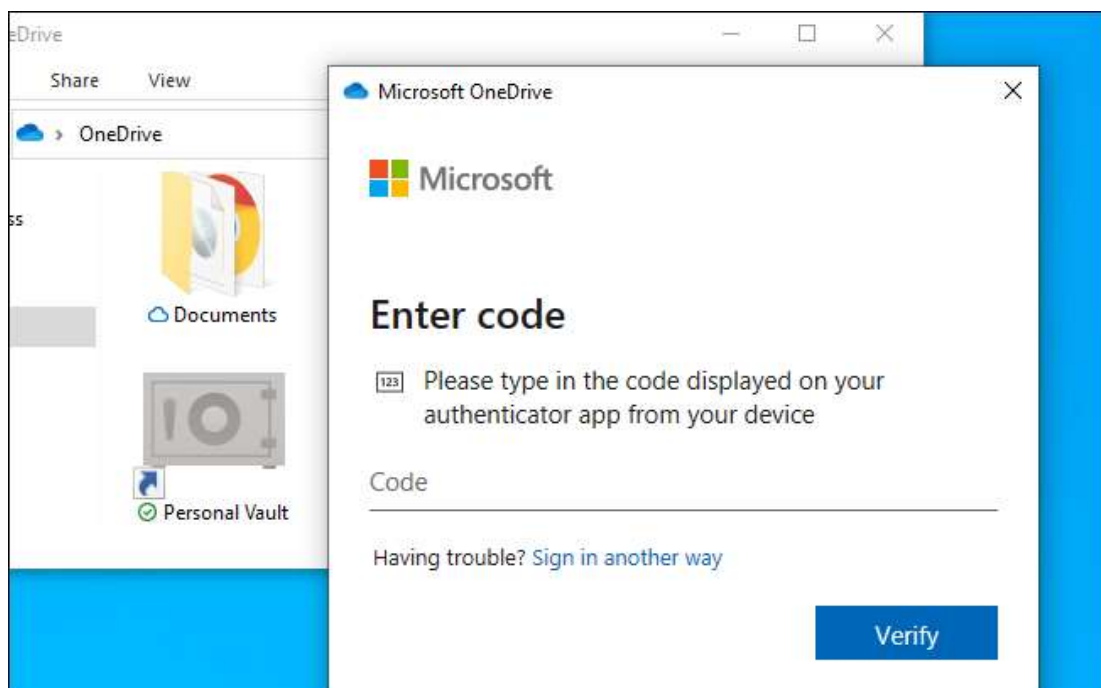 eDrive
Share View
OneDrive
ss
Documents
Personal Vault
Microsoft OneDrive
Microsoft
Enter code
123
Please type in the code displayed on your
authenticator app from your device
Code
Having trouble? Sign in another way
Verify